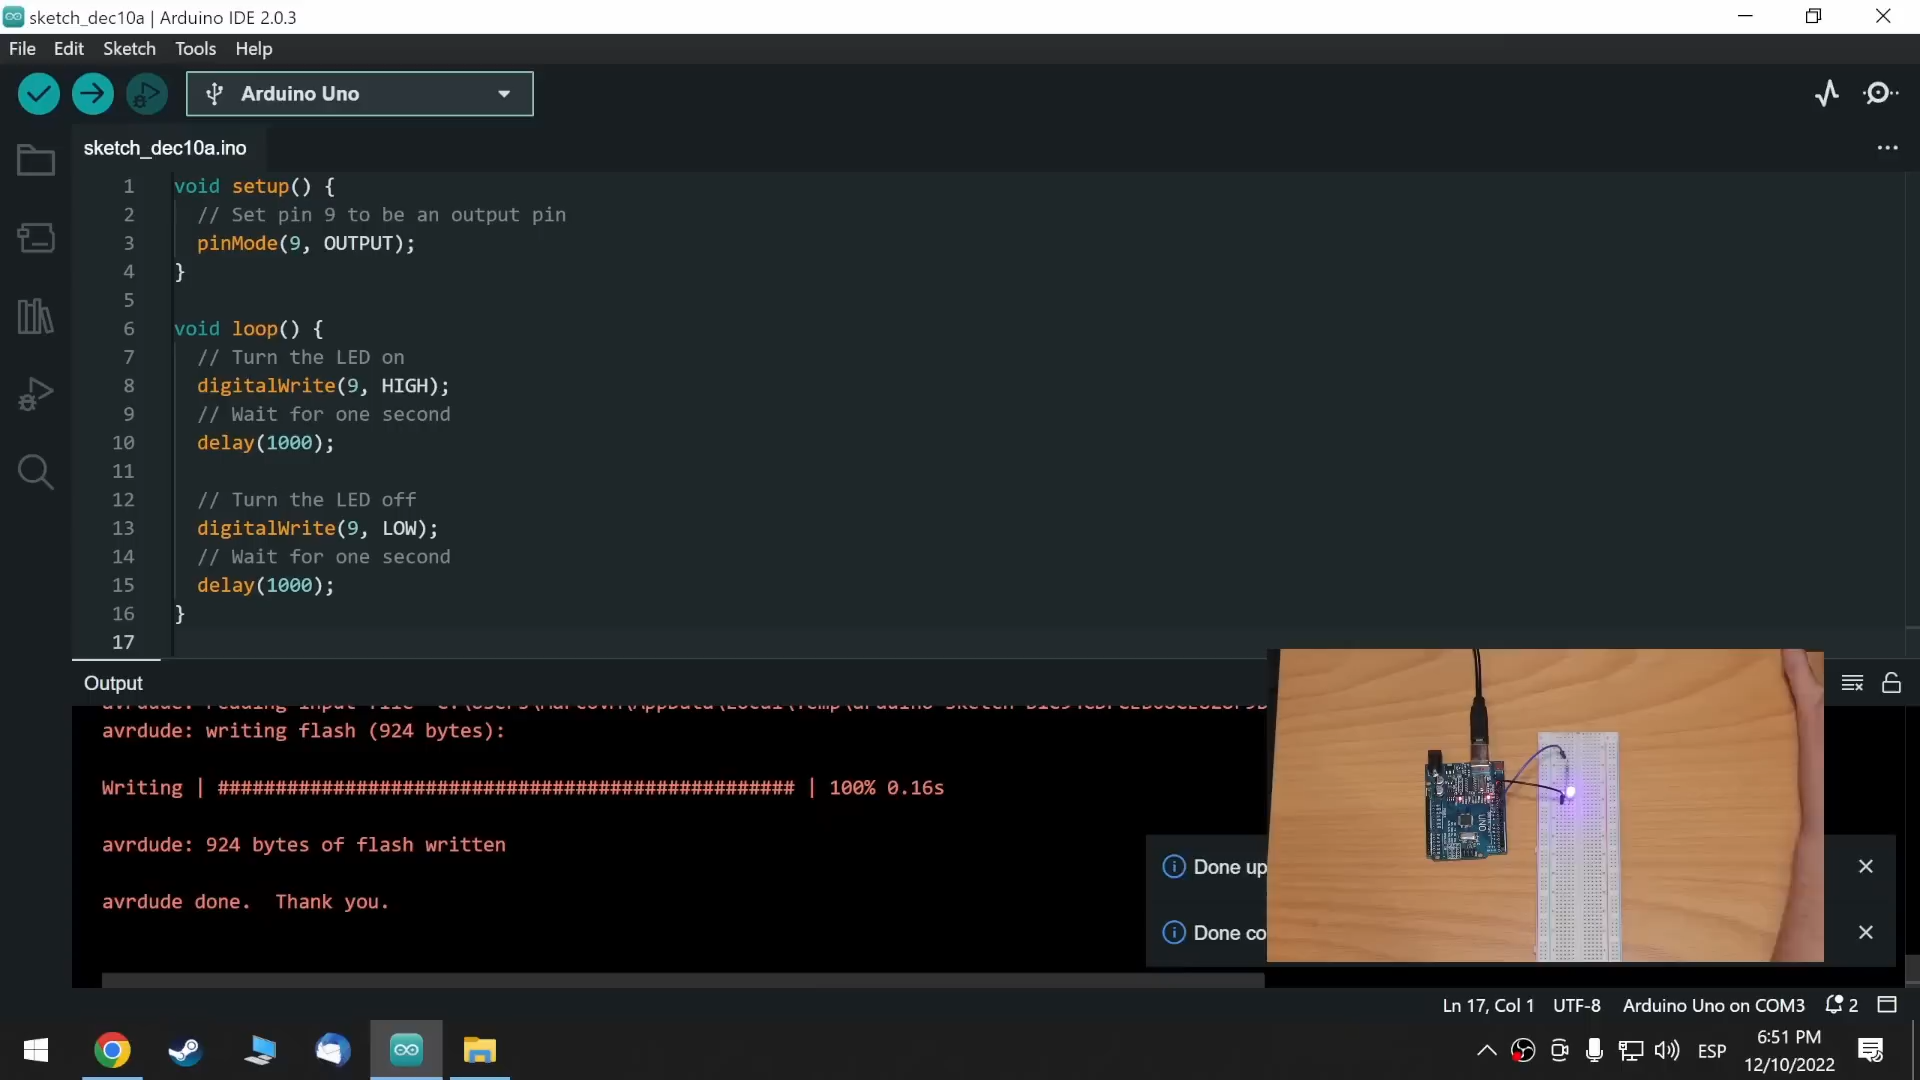 sketch_dec10a | Arduino IDE 2.0.3
File Edit Sketch Tools Help
Arduino Uno
sketch_dec10a.ino
1 void setup() {
2 // Set pin 9 to be an output pin
3 pinMode(9, OUTPUT);
4 }
5
6 void loop() {
7 // Turn the LED on
8 digitalWrite(9, HIGH);
9 // Wait for one second
10 delay(1000);
11
12 // Turn the LED off
13 digitalWrite(9, LOW);
14 // Wait for one second
15 delay(1000);
16 }
17
Output
avrdude: reading input file
avrdude: writing flash (924 bytes):
Writing | ################################################## | 100% 0.16s
avrdude: 924 bytes of flash written
avrdude done. Thank you.
Done up
Done co
UNO
Ln 17, Col 1 UTF-8 Arduino Uno on COM3 2
ESP
6:51 PM
12/10/2022